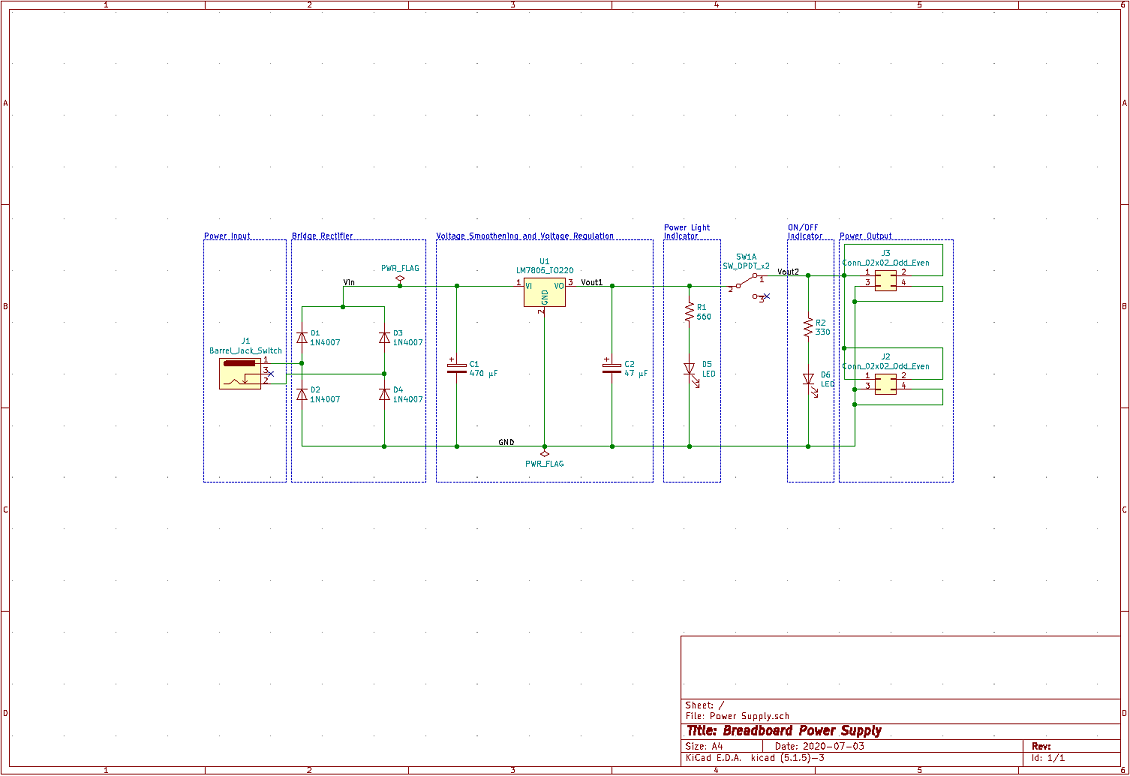 1 2 3 4 5 6
A A
Power Light
Indicator
ON/OFF
Indicator
Power Input
Bridge Rectifier
Voltage Smoothening and Voltage Regulation
Power Output
SW1A
SW_DPDT_x2
1
2
3
Vout2
J3
Conn_02x02_Odd_Even
1 2
3 4
U1
LM7805_TO220
1 VI VO 3
GND
2
Vout1
PWR_FLAG
Vin
B B
R1
560
R2
330
D1
1N4007
D3
1N4007
J1
Barrel_Jack_Switch
1
3
2
J2
Conn_02x02_Odd_Even
1 2
3 4
C1
470 µF
C2
47 µF
D5
LED
D6
LED
D2
1N4007
D4
1N4007
GND
PWR_FLAG
C C
Sheet: /
File: Power Supply.sch
D D
Title: Breadboard Power Supply
Size: A4 Date: 2020-07-03 Rev:
KiCad E.D.A. kicad (5.1.5)-3 Id: 1/1
1 2 3 4 5 6